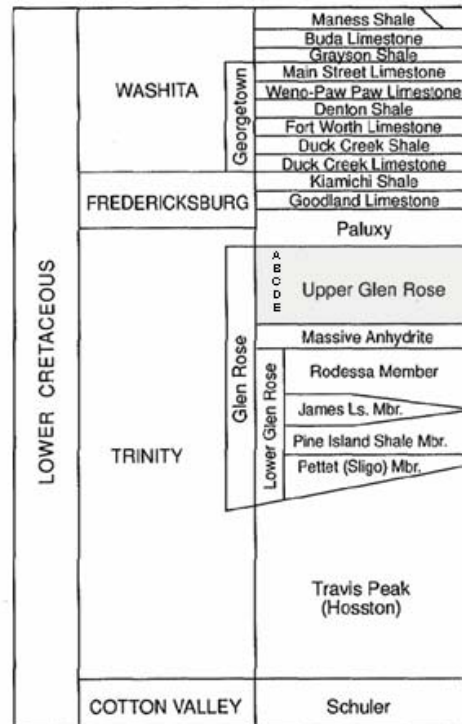 LOWER CRETACEOUS
WASHITA
Georgetown
Maness Shale
Buda Limestone
Grayson Shale
Main Street Limestone
Weno-Paw Paw Limestone
Denton Shale
Fort Worth Limestone
Duck Creek Shale
Duck Creek Limestone
FREDERICKSBURG
Kiamichi Shale
Goodland Limestone
TRINITY
Paluxy
Glen Rose
A
B
C
D
E
Upper Glen Rose
Massive Anhydrite
Lower Glen Rose
Rodessa Member
James Ls. Mbr.
Pine Island Shale Mbr.
Pettet (Sligo) Mbr.
Travis Peak
(Hosston)
COTTON VALLEY
Schuler